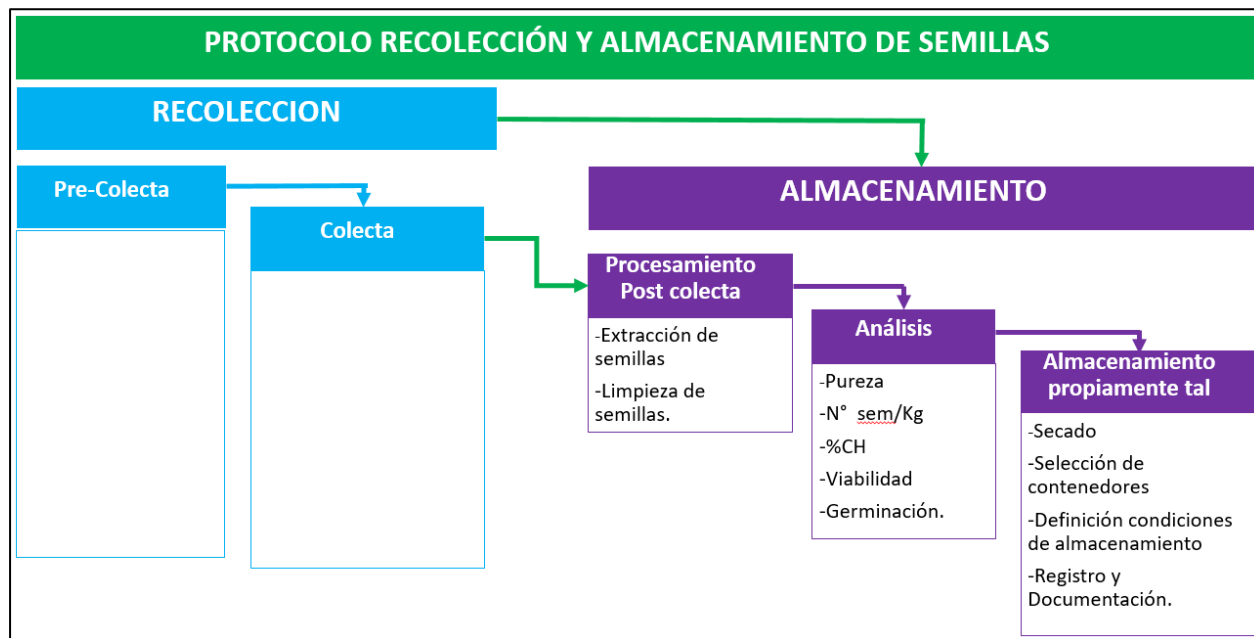 PROTOCOLO RECOLECCIÓN Y ALMACENAMIENTO DE SEMILLAS
RECOLECCION
Pre-Colecta
Colecta
ALMACENAMIENTO
Procesamiento
Post colecta
-Extracción de
semillas
-Limpieza de
semillas.
Análisis
-Pureza
-N° sem/Kg
-%CH
-Viabilidad
-Germinación.
Almacenamiento
propiamente tal
-Secado
-Selección de
contenedores
-Definición condiciones
de almacenamiento
-Registro y
Documentación.